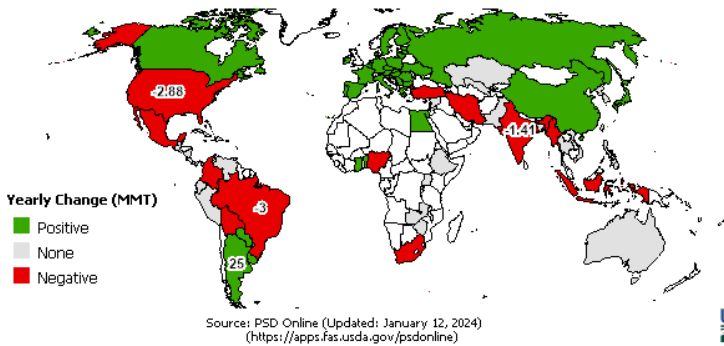 -2.88
-1.41
-3
25
Yearly Change (MMT)
Positive
None
Negative
Source: PSD Online (Updated: January 12, 2024)
(https://apps.fas.usda.gov/psdonline)